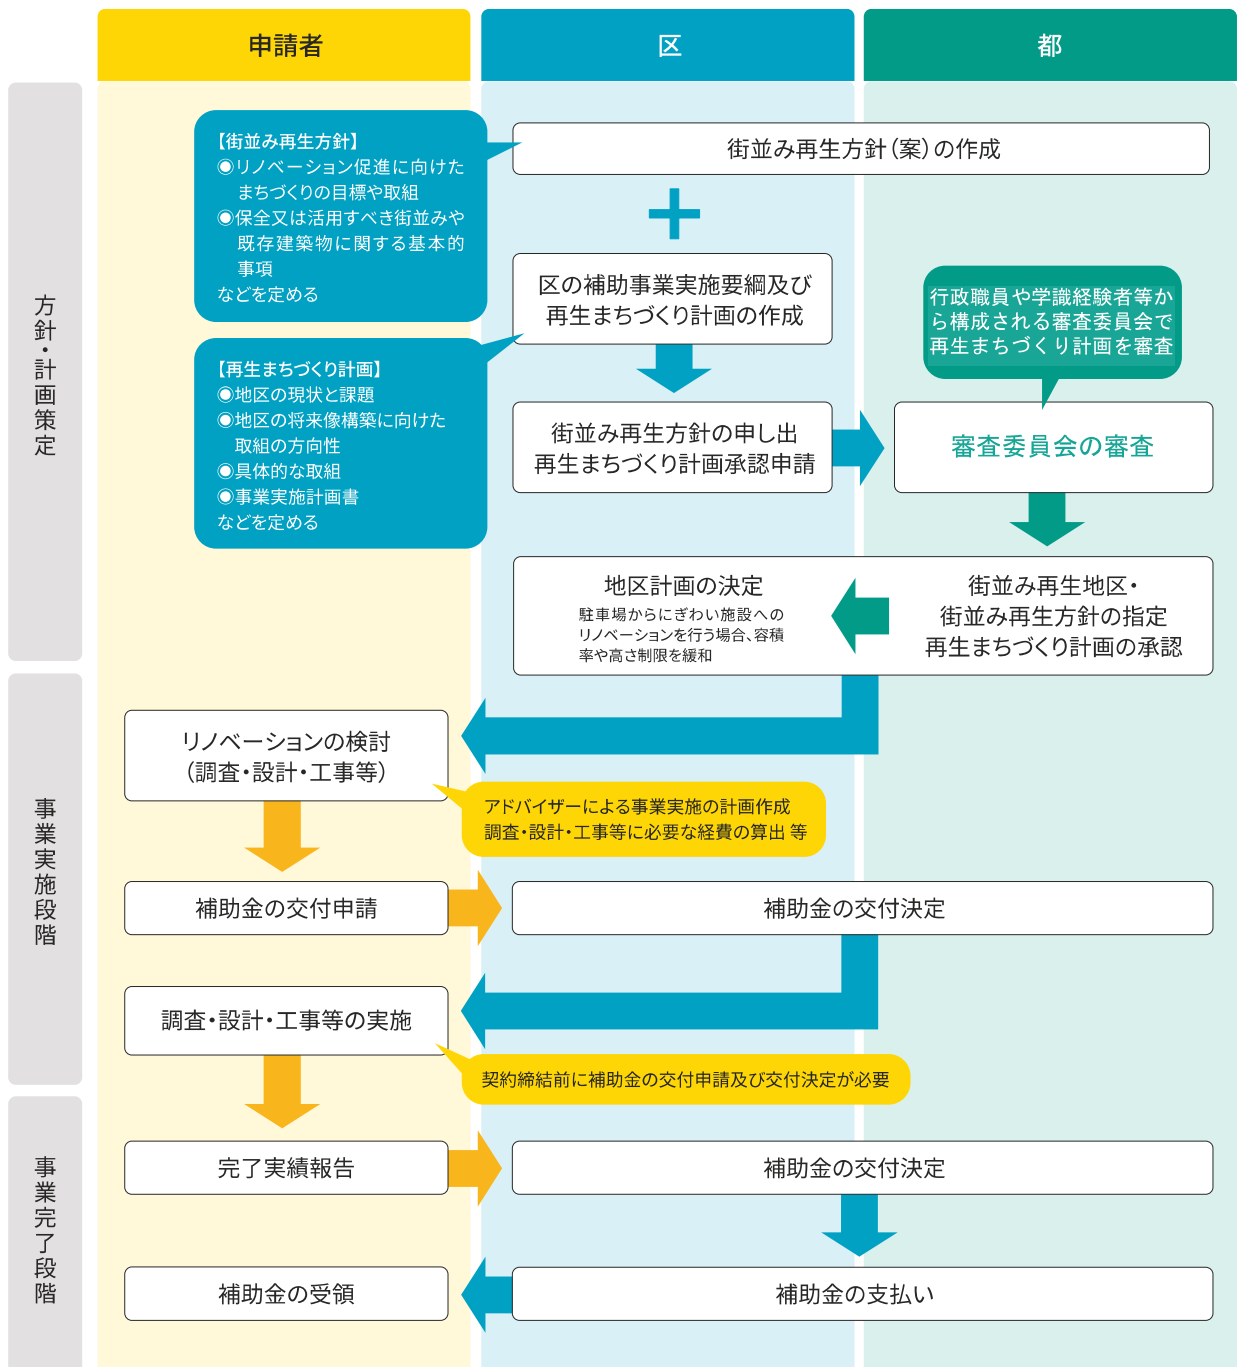 申請者
区
都
方針・計画策定
街並み再生方針（案）の作成
【街並み再生方針】
◉リノベーション促進に向けた
まちづくりの目標や取組
◉保全又は活用すべき街並みや
既存建築物に関する基本的
事項
などを定める
区の補助事業実施要綱及び
再生まちづくり計画の作成
【再生まちづくり計画】
◉地区の現状と課題
◉地区の将来像構築に向けた
取組の方向性
◉具体的な取組
◉事業実施計画書
などを定める
行政職員や学識経験者等か
ら構成される審査委員会で
再生まちづくり計画を審査
街並み再生方針の申し出
再生まちづくり計画承認申請
審査委員会の審査
地区計画の決定
駐車場からにぎわい施設への
リノベーションを行う場合、容積
率や高さ制限を緩和
街並み再生地区・
街並み再生方針の指定
再生まちづくり計画の承認
事業実施段階
リノベーションの検討
（調査・設計・工事等）
アドバイザーによる事業実施の計画作成
調査・設計・工事等に必要な経費の算出 等
補助金の交付申請
補助金の交付決定
調査・設計・工事等の実施
契約締結前に補助金の交付申請及び交付決定が必要
事業完了段階
完了実績報告
補助金の交付決定
補助金の受領
補助金の支払い